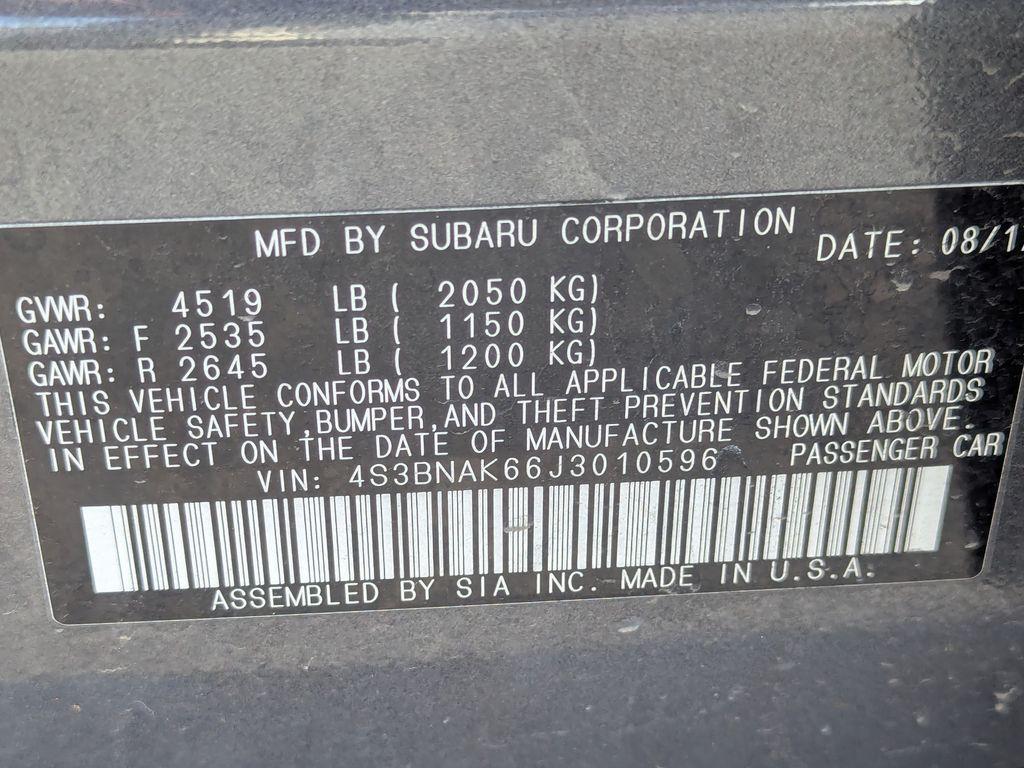 MFD BY SUBARU CORPORATION DATE: 08/1
GVWR: 4519 LB ( 2050 KG)
GAWR: F 2535 LB ( 1150 KG)
GAWR: R 2645 LB ( 1200 KG)
THIS VEHICLE CONFORMS TO ALL APPLICABLE FEDERAL MOTOR
VEHICLE SAFETY,BUMPER,AND THEFT PREVENTION STANDARDS
IN EFFECT ON THE DATE OF MANUFACTURE SHOWN ABOVE.
VIN: 4S3BNAK66J3010596 PASSENGER CAR
ASSEMBLED BY SIA INC. MADE IN U.S.A.